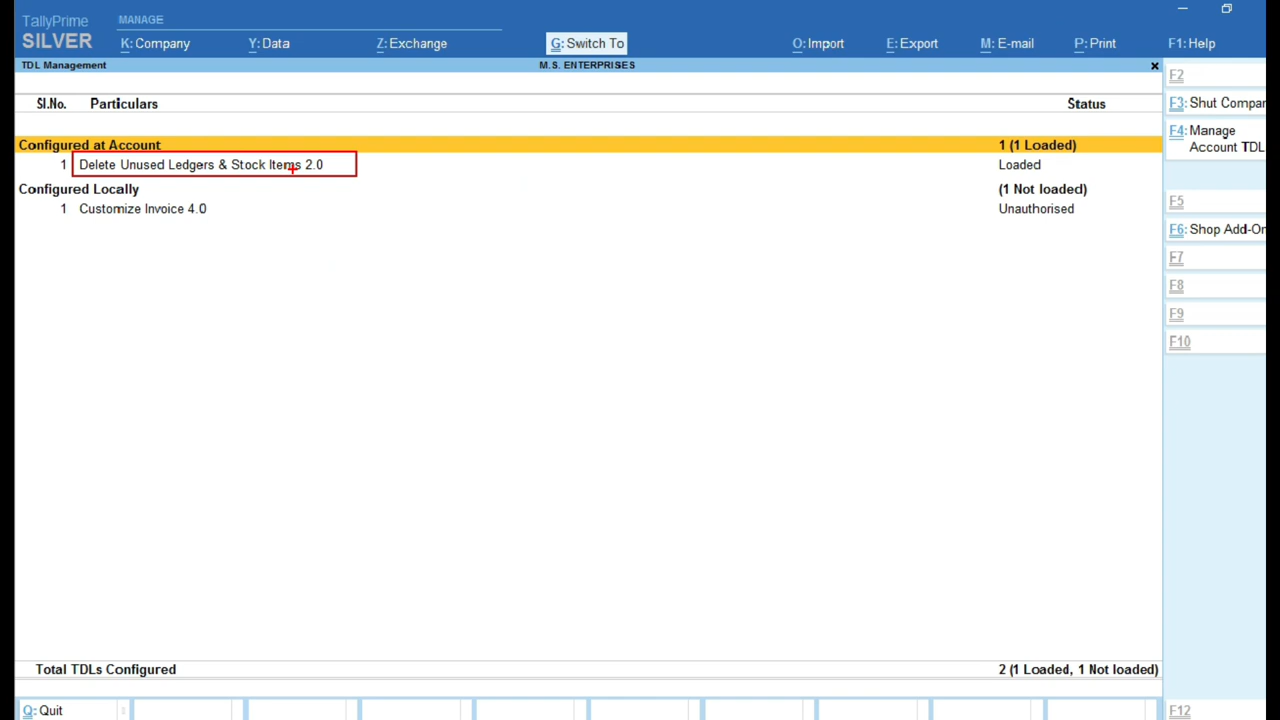 TallyPrime MANAGE
SILVER K: Company Y: Data Z: Exchange G: Switch To O: Import E: Export M: E-mail P: Print F1: Help
TDL Management M.S. ENTERPRISES
F2
Sl.No. Particulars Status
F3: Shut Compan
F4: Manage
Account TDL
Configured at Account 1 (1 Loaded)
1 Delete Unused Ledgers & Stock Items 2.0 Loaded
Configured Locally (1 Not loaded)
1 Customize Invoice 4.0 Unauthorised
F5
F6: Shop Add-On
F7
F8
F9
F10
Total TDLs Configured 2 (1 Loaded, 1 Not loaded)
Q: Quit F12